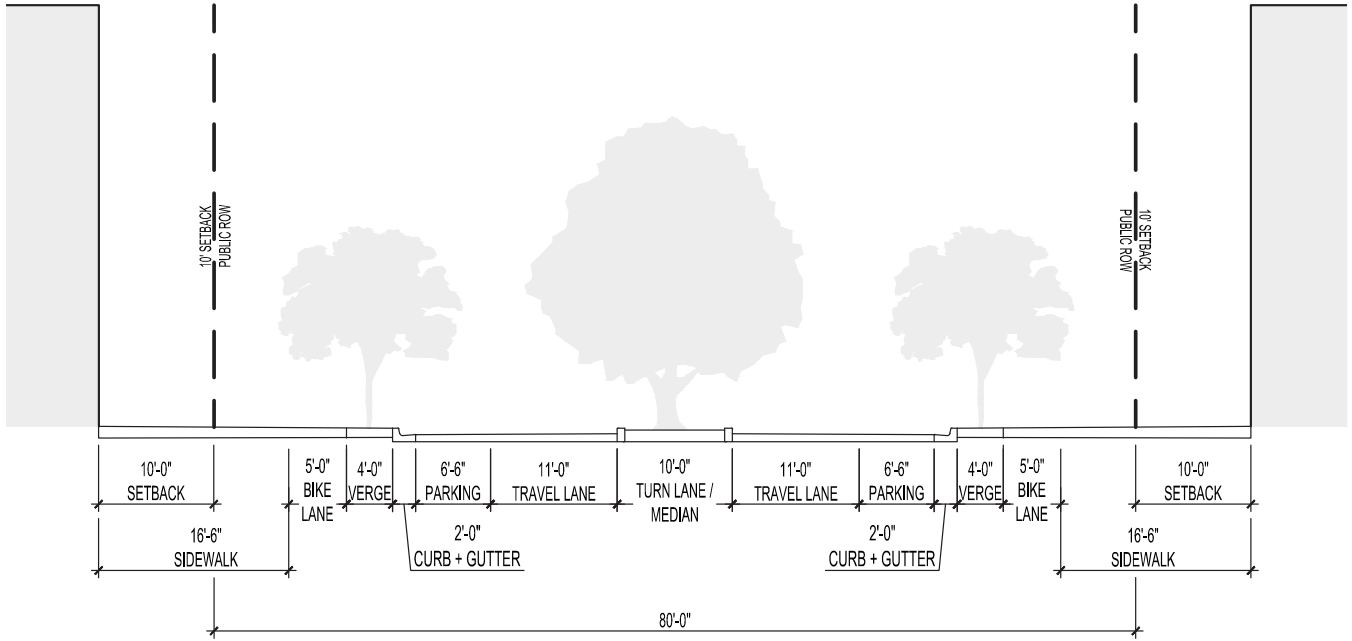 10' SETBACK
PUBLIC ROW
10' SETBACK
PUBLIC ROW
10'-0"
SETBACK
5'-0"
BIKE
LANE
4'-0"
VERGE
6'-6"
PARKING
11'-0"
TRAVEL LANE
10'-0"
TURN LANE /
MEDIAN
11'-0"
TRAVEL LANE
6'-6"
PARKING
4'-0"
VERGE
5'-0"
BIKE
LANE
10'-0"
SETBACK
16'-6"
SIDEWALK
2'-0"
CURB + GUTTER
2'-0"
CURB + GUTTER
16'-6"
SIDEWALK
80'-0"